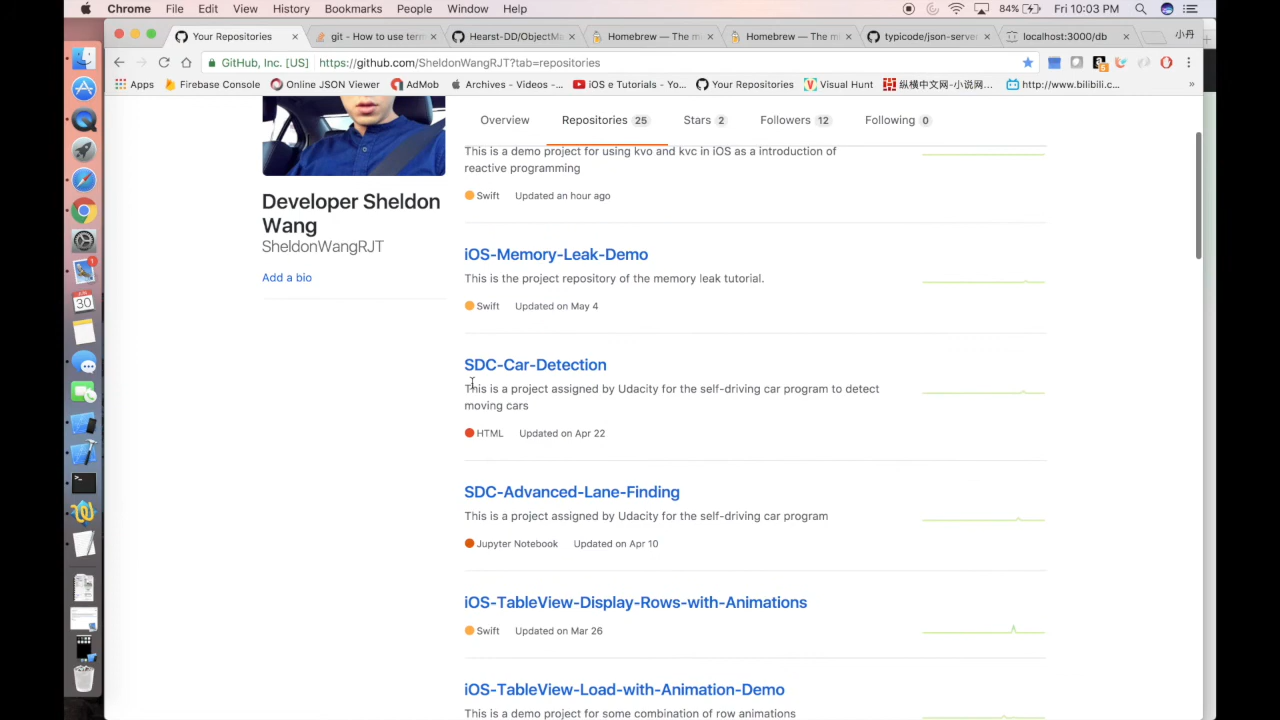 Chrome File Edit View History Bookmarks People Window Help 84% Fri 10:03 PM
Your Repositories git - How to use term Hearst-DD/ObjectMa Homebrew — The m Homebrew — The m typicode/json-server localhost:3000/db 小丹
GitHub, Inc. [US] https://github.com/SheldonWangRJT?tab=repositories
Apps Firebase Console Online JSON Viewer AdMob Archives - Videos -... iOS e Tutorials - Yo... Your Repositories Visual Hunt 纵横中文网-小说网... http://www.bilibili.c... »
Overview Repositories 25 Stars 2 Followers 12 Following 0
This is a demo project for using kvo and kvc in iOS as a introduction of
reactive programming
Swift Updated an hour ago
Developer Sheldon
Wang
SheldonWangRJT
Add a bio
iOS-Memory-Leak-Demo
This is the project repository of the memory leak tutorial.
Swift Updated on May 4
SDC-Car-Detection
This is a project assigned by Udacity for the self-driving car program to detect
moving cars
HTML Updated on Apr 22
SDC-Advanced-Lane-Finding
This is a project assigned by Udacity for the self-driving car program
Jupyter Notebook Updated on Apr 10
iOS-TableView-Display-Rows-with-Animations
Swift Updated on Mar 26
iOS-TableView-Load-with-Animation-Demo
This is a demo project for some combination of row animations
1
30